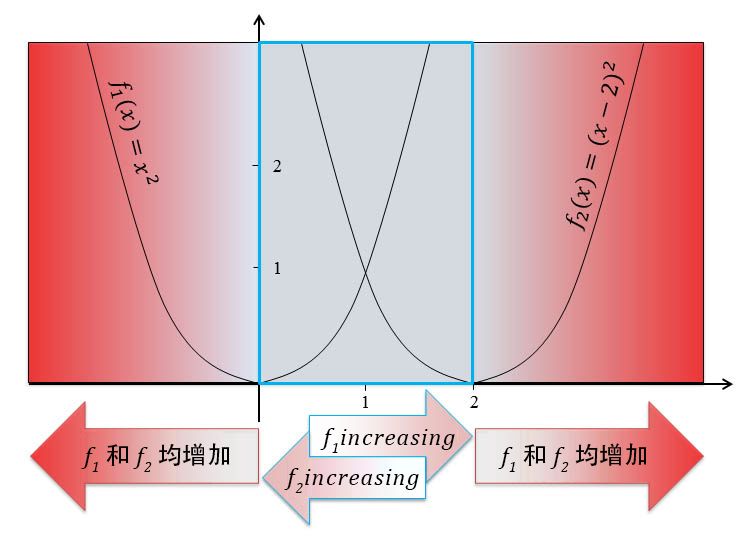 f₁(x) = x²
f₂(x) = (x − 2)²
2
1
1
2
f₁ 和 f₂ 均增加
f₁increasing
f₂increasing
f₁ 和 f₂ 均增加